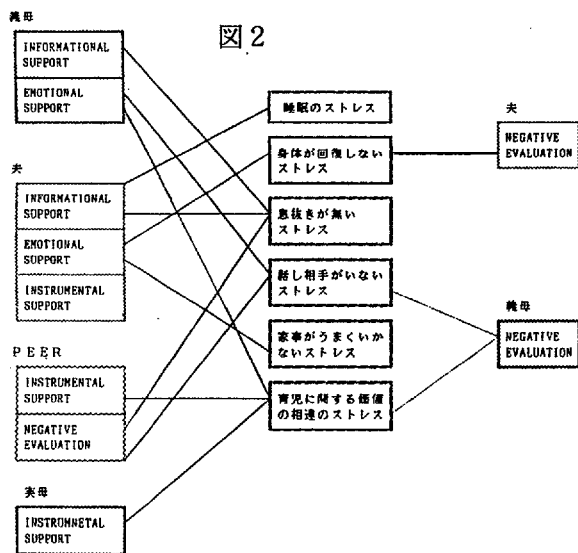 図2
義母
INFORMATIONAL
SUPPORT
EMOTIONAL
SUPPORT
夫
INFORMATIONAL
SUPPORT
EMOTIONAL
SUPPORT
INSTRUMENTAL
SUPPORT
PEER
INSTRUMENTAL
SUPPORT
NEGATIVE
EVALUATION
実母
INSTRUMNETAL
SUPPORT
睡眠のストレス
身体が回復しない
ストレス
息抜きが無い
ストレス
話し相手がいない
ストレス
家事がうまくいか
ないストレス
育児に関する価値
の相違のストレス
夫
NEGATIVE
EVALUATION
義母
NEGATIVE
EVALUATION